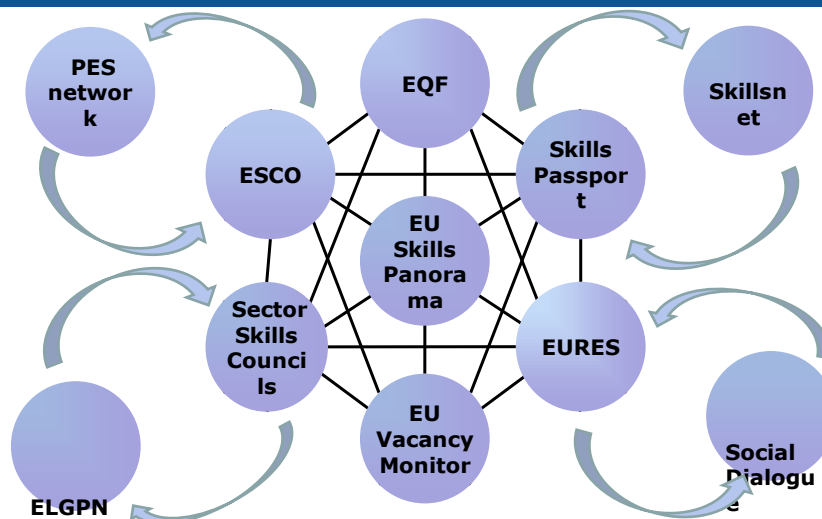 PES
networ
k
EQF
Skillsn
et
ESCO
Skills
Passpor
t
EU
Skills
Panora
ma
Sector
Skills
Counci
ls
EURES
EU
Vacancy
Monitor
ELGPN
Social
Dialogu
e